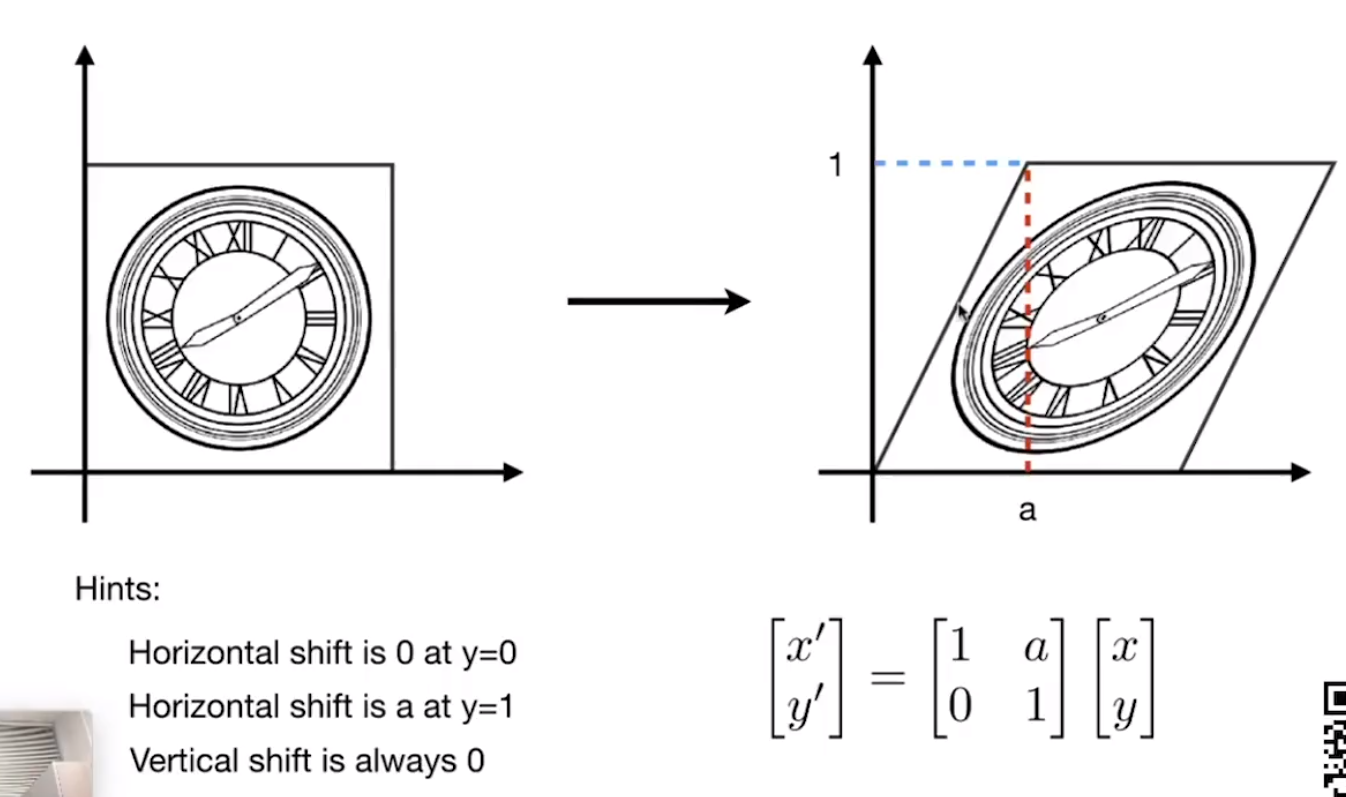 1
a
Hints:
Horizontal shift is 0 at y=0
Horizontal shift is a at y=1
Vertical shift is always 0
[x′ y′] = [1 a 0 1] [x y]